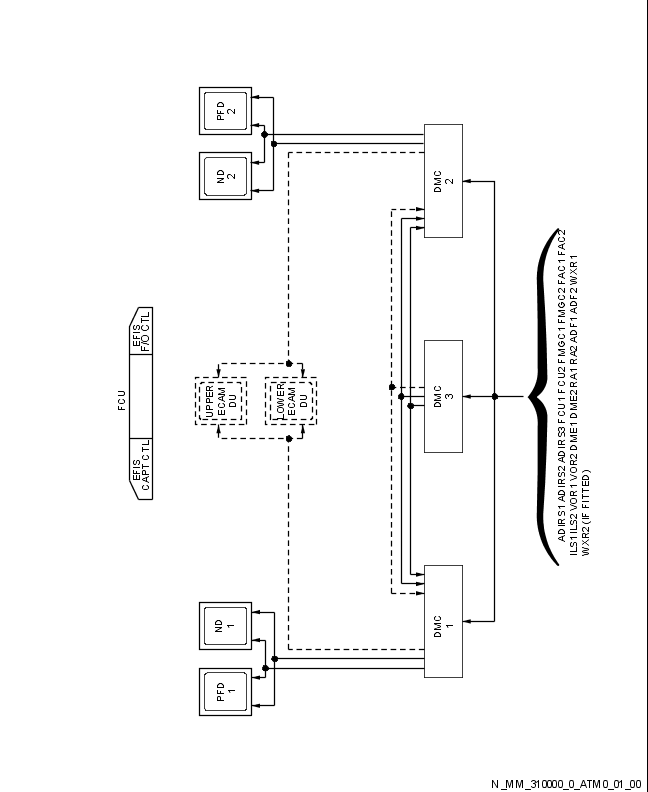 PFD
2
ND
2
DMC
2
EFIS
F/O CTL
FCU
EFIS
CAPT CTL
UPPER
ECAM
DU
LOWER
ECAM
DU
DMC
3
ADIRS1 ADIRS2 ADIRS3 FCU1 FCU2 FMGC1 FMGC2 FAC1 FAC2
ILS1 ILS2 VOR1 VOR2 DME1 DME2 RA1 RA2 ADF1 ADF2 WXR1
WXR2 (IF FITTED)
ND
1
PFD
1
DMC
1
N_MM_310000_0_ATM0_01_00